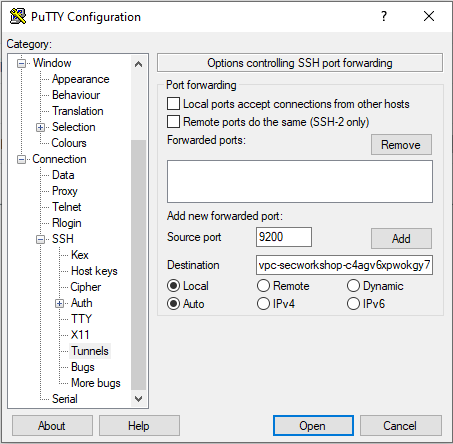 PuTTY Configuration
?
Category:
Window
Appearance
Behaviour
Translation
Selection
Colours
Connection
Data
Proxy
Telnet
Rlogin
SSH
Kex
Host keys
Cipher
Auth
TTY
X11
Tunnels
Bugs
More bugs
Serial
Options controlling SSH port forwarding
Port forwarding
Local ports accept connections from other hosts
Remote ports do the same (SSH-2 only)
Forwarded ports:
Remove
Add new forwarded port:
Source port 9200 Add
Destination vpc-secworkshop-c4agv6xpwokgy7
Local Remote Dynamic
Auto IPv4 IPv6
About Help Open Cancel